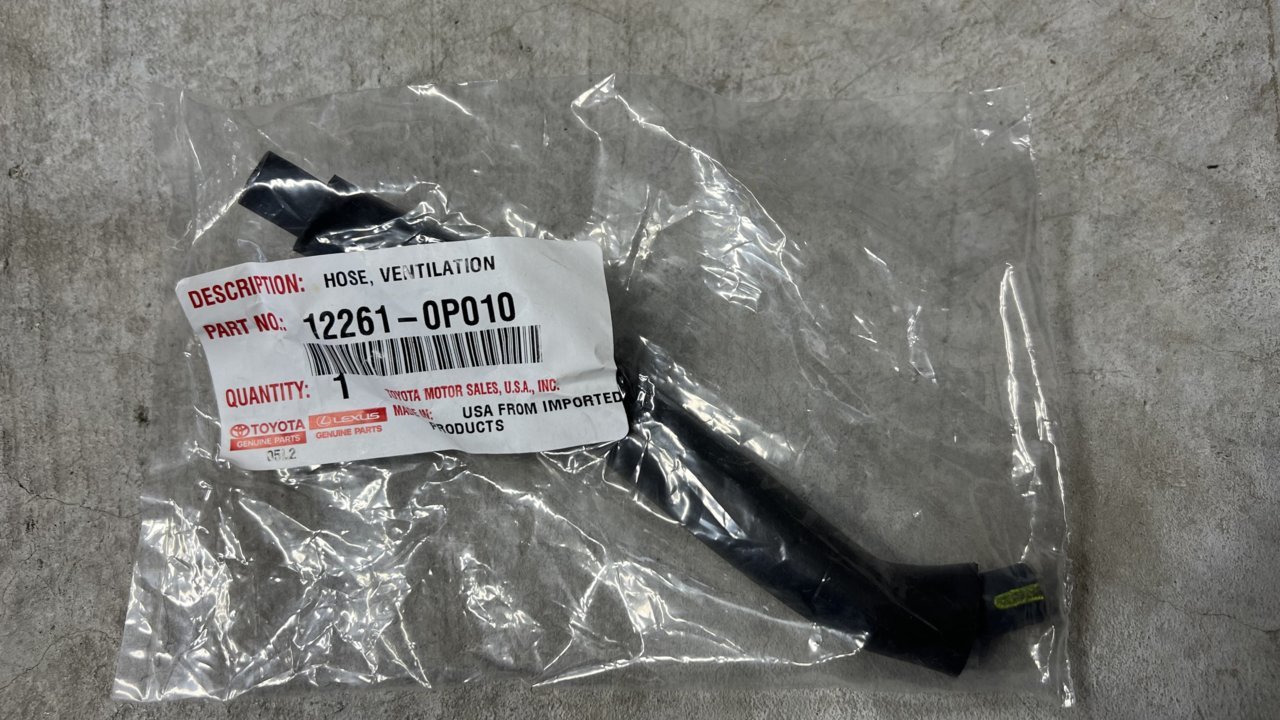 DESCRIPTION: HOSE, VENTILATION
PART NO.: 12261-0P010
QUANTITY: 1
TOYOTA MOTOR SALES, U.S.A., INC.
MADE IN: USA FROM IMPORTED
PRODUCTS
TOYOTA
GENUINE PARTS
LEXUS
GENUINE PARTS